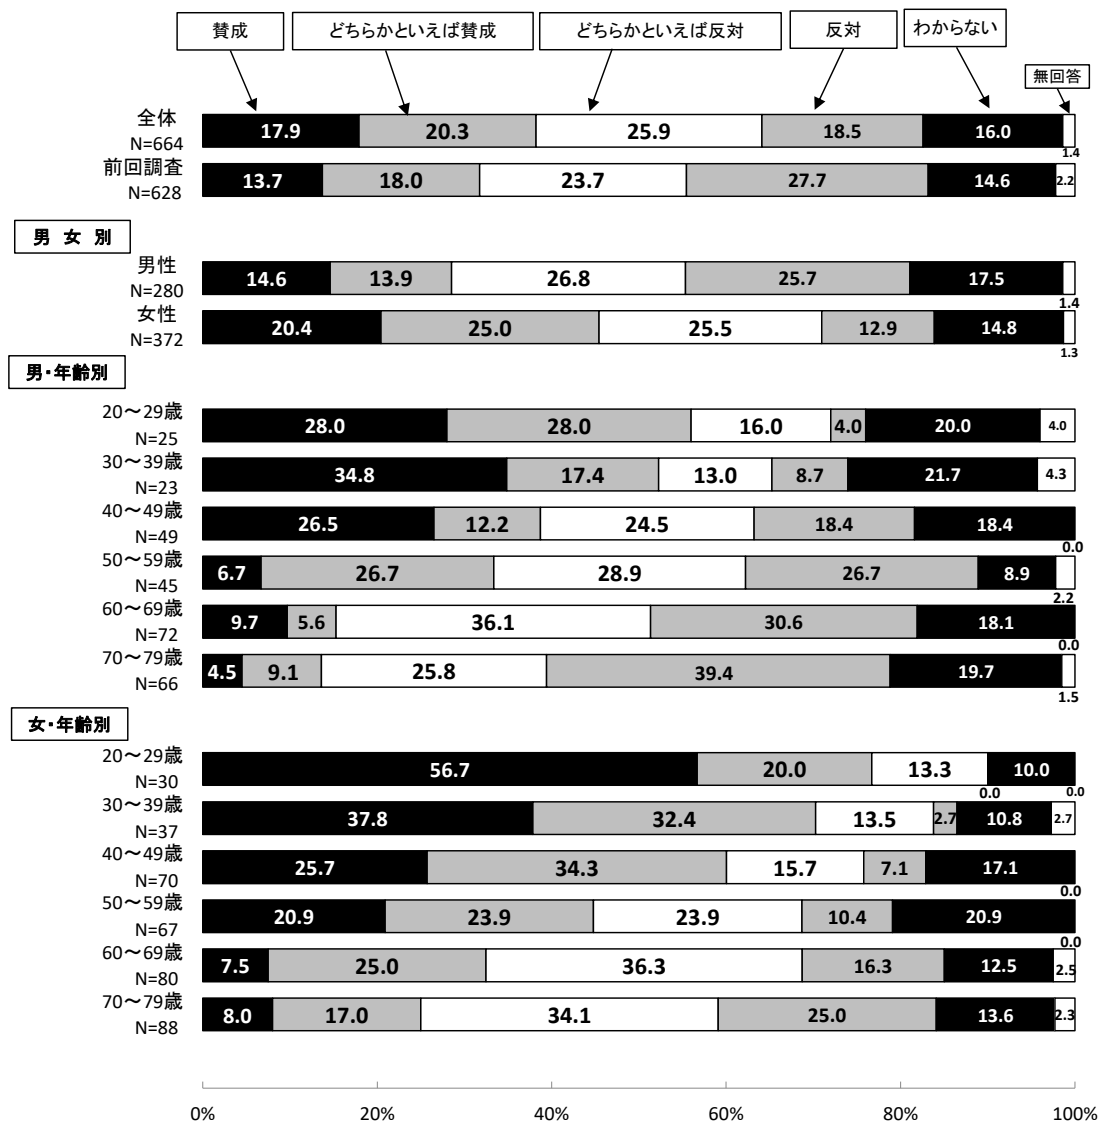 賛成 どちらかといえば賛成 どちらかといえば反対 反対 わからない
無回答
全体
N=664
17.9 20.3 25.9 18.5 16.0
1.4
前回調査
N=628
13.7 18.0 23.7 27.7 14.6 2.2
男 女 別
男性
N=280
14.6 13.9 26.8 25.7 17.5
1.4
女性
N=372
20.4 25.0 25.5 12.9 14.8
1.3
男・年齢別
20～29歳
N=25
28.0 28.0 16.0 4.0 20.0 4.0
30～39歳
N=23
34.8 17.4 13.0 8.7 21.7 4.3
40～49歳
N=49
26.5 12.2 24.5 18.4 18.4
0.0
50～59歳
N=45
6.7 26.7 28.9 26.7 8.9
2.2
60～69歳
N=72
9.7 5.6 36.1 30.6 18.1
0.0
70～79歳
N=66
4.5 9.1 25.8 39.4 19.7
1.5
女・年齢別
20～29歳
N=30
56.7 20.0 13.3 10.0
0.0 0.0
30～39歳
N=37
37.8 32.4 13.5 2.7 10.8 2.7
40～49歳
N=70
25.7 34.3 15.7 7.1 17.1
0.0
50～59歳
N=67
20.9 23.9 23.9 10.4 20.9
0.0
60～69歳
N=80
7.5 25.0 36.3 16.3 12.5 2.5
70～79歳
N=88
8.0 17.0 34.1 25.0 13.6 2.3
0% 20% 40% 60% 80% 100%